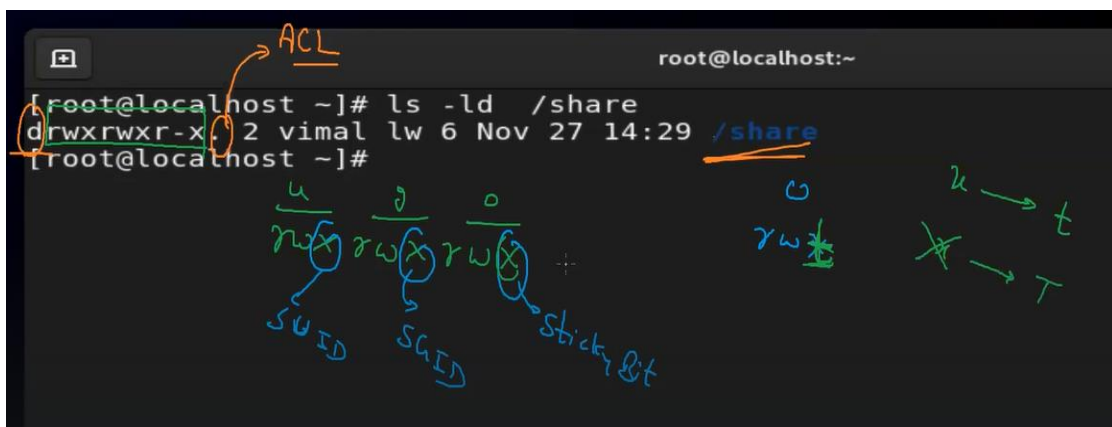 ACL
root@localhost:~
[root@localhost ~]# ls -ld /share
drwxrwxr-x. 2 vimal lw 6 Nov 27 14:29 /share
[root@localhost ~]#
u g o
rwx rwx rwx
SUID SGID Sticky Bit
o
rwt
x → t
x → T